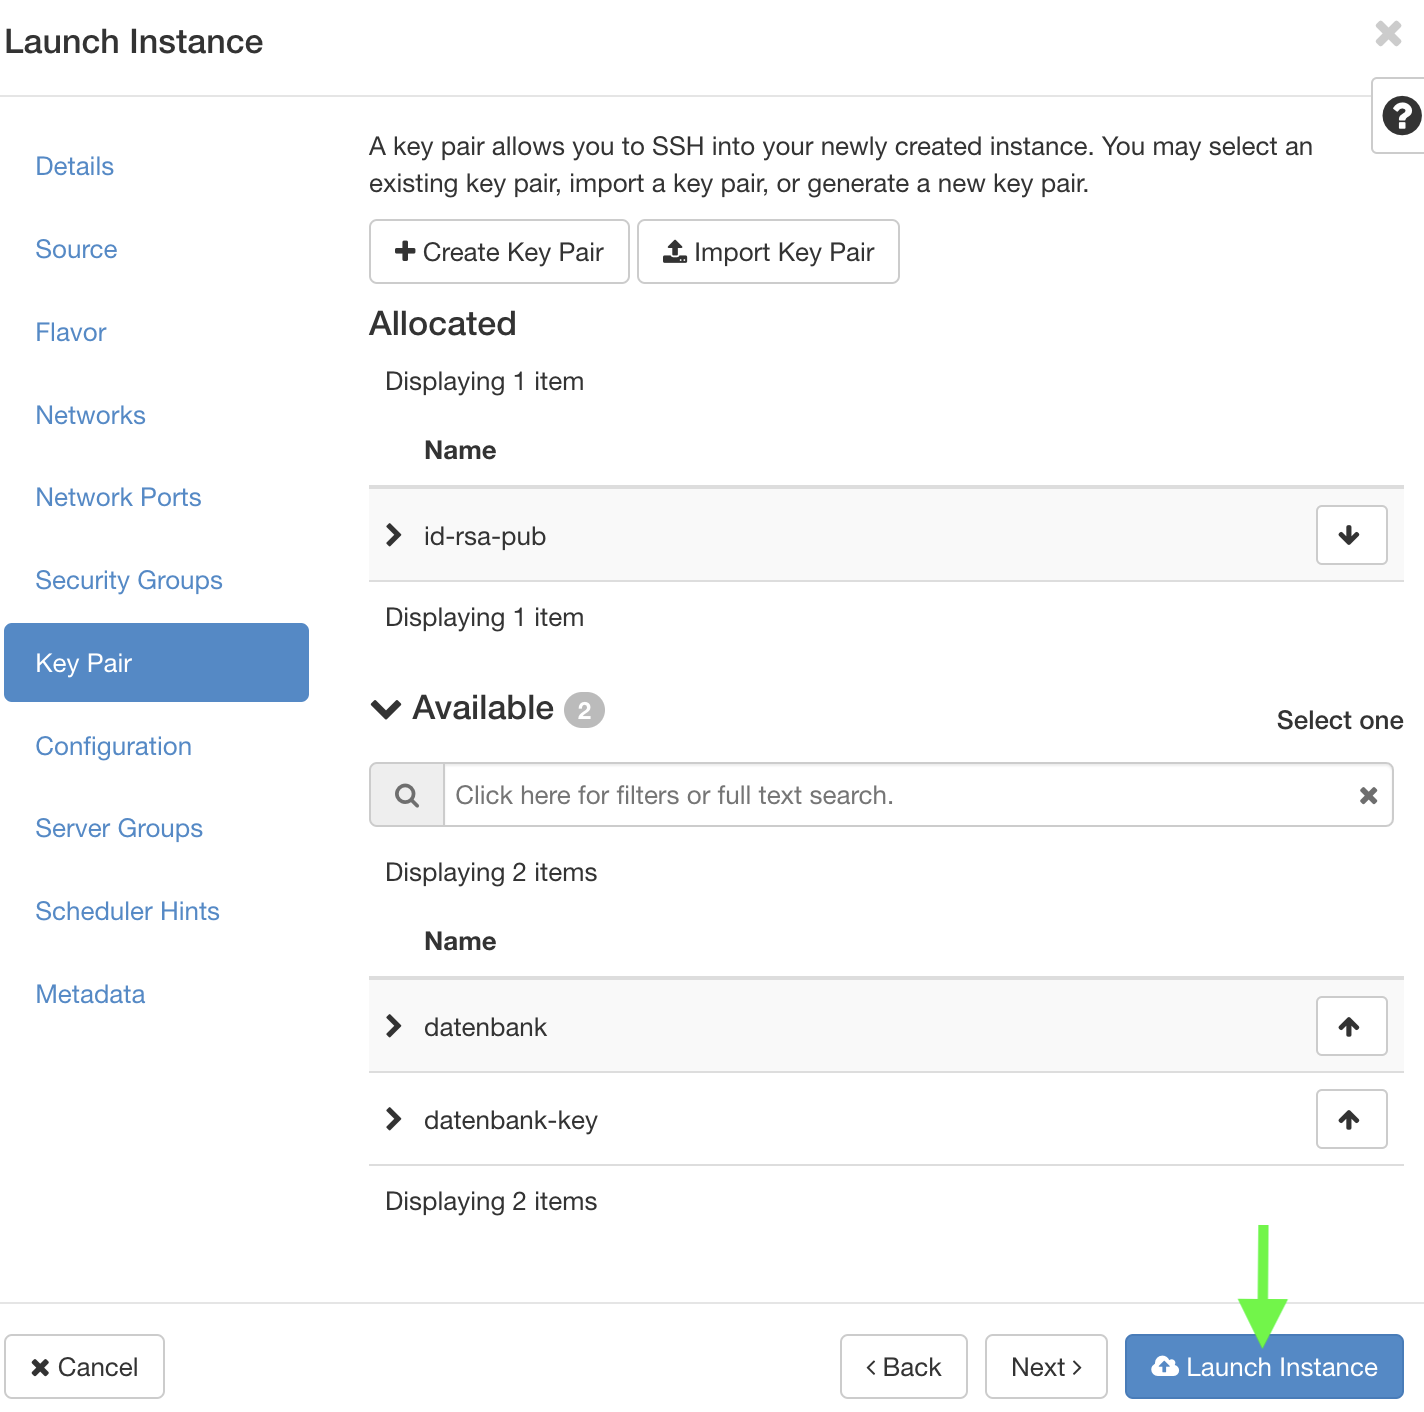 Launch Instance
Details
Source
Flavor
Networks
Network Ports
Security Groups
Key Pair
Configuration
Server Groups
Scheduler Hints
Metadata
A key pair allows you to SSH into your newly created instance. You may select an
existing key pair, import a key pair, or generate a new key pair.
Create Key Pair
Import Key Pair
Allocated
Displaying 1 item
Name
id-rsa-pub
Displaying 1 item
Available 2
Select one
Click here for filters or full text search.
Displaying 2 items
Name
datenbank
datenbank-key
Displaying 2 items
Cancel
< Back
Next >
Launch Instance